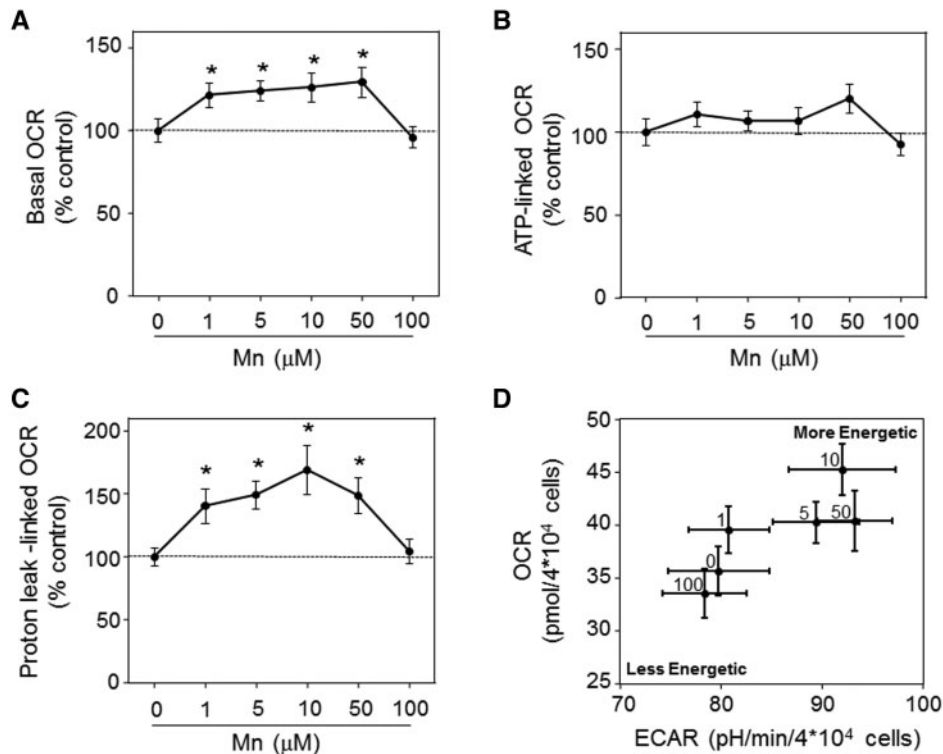 A
150
100
50
0
Basal OCR
(% control)
* * * *
0 1 5 10 50 100
Mn (μM)
B
150
100
50
0
ATP-linked OCR
(% control)
0 1 5 10 50 100
Mn (μM)
C
200
150
100
50
0
Proton leak -linked OCR
(% control)
* * * *
0 1 5 10 50 100
Mn (μM)
D
50
45
40
35
30
25
OCR
(pmol/4*10⁴ cells)
More Energetic
10
1
5
50
0
100
Less Energetic
70 80 90 100
ECAR (pH/min/4*10⁴ cells)